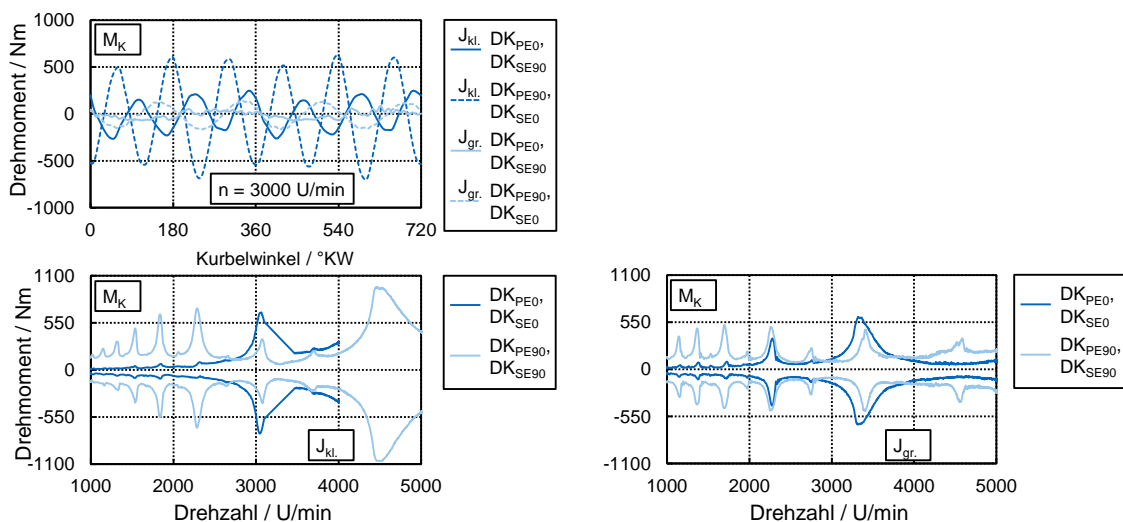 1000
500
0
-500
-1000
Drehmoment / Nm
M_K
n = 3000 U/min
0 180 360 540 720
Kurbelwinkel / °KW
J_kl. DK_PE0,
DK_SE90
J_kl. DK_PE90,
DK_SE0
J_gr. DK_PE0,
DK_SE90
J_gr. DK_PE90,
DK_SE0
1100
550
0
-550
-1100
Drehmoment / Nm
M_K
J_kl.
1000 2000 3000 4000 5000
Drehzahl / U/min
DK_PE0,
DK_SE0
DK_PE90,
DK_SE90
1100
550
0
-550
-1100
Drehmoment / Nm
M_K
J_gr.
1000 2000 3000 4000 5000
Drehzahl / U/min
DK_PE0,
DK_SE0
DK_PE90,
DK_SE90